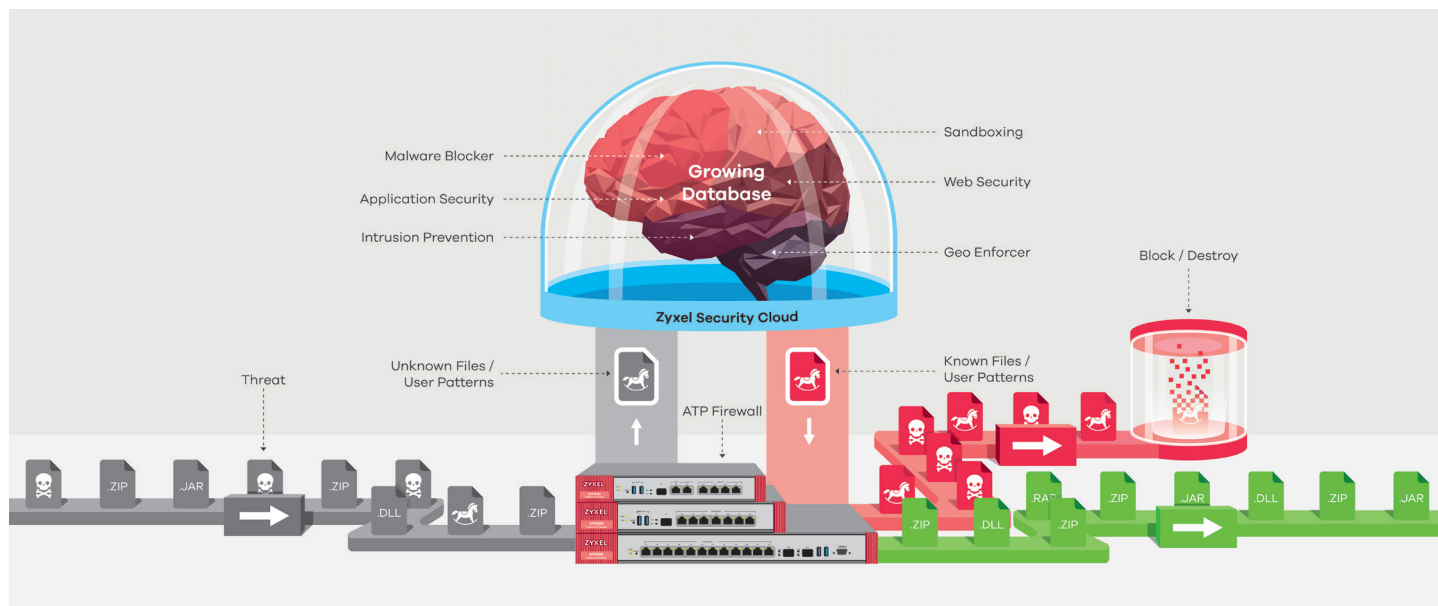 Malware Blocker
Application Security
Intrusion Prevention
Growing
Database
Sandboxing
Web Security
Geo Enforcer
Zyxel Security Cloud
Block / Destroy
Threat
Unknown Files /
User Patterns
ATP Firewall
Known Files /
User Patterns
.ZIP
.JAR
.ZIP
.DLL
.ZIP
ZYXEL
ZYXEL
ZYXEL
.RAR
.ZIP
.JAR
.DLL
.ZIP
.JAR
.ZIP
.DLL
.ZIP